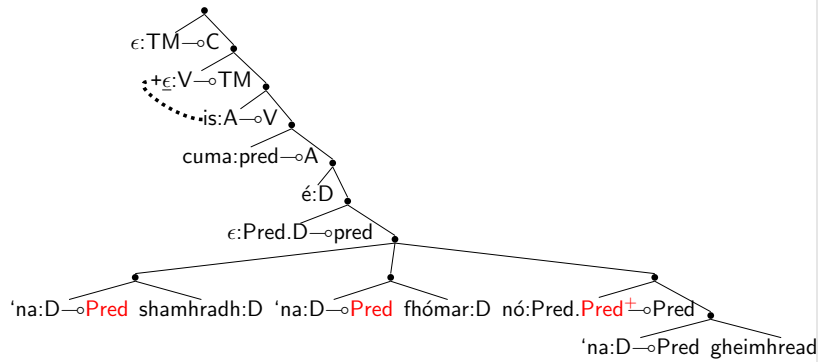 ϵ:TM⊸C
+ϵ:V⊸TM
is:A⊸V
cuma:pred⊸A
é:D
ϵ:Pred.D⊸pred
‘na:D⊸Pred shamhradh:D ‘na:D⊸Pred fhómar:D nó:Pred.Pred⁺⊸Pred
‘na:D⊸Pred gheimhread